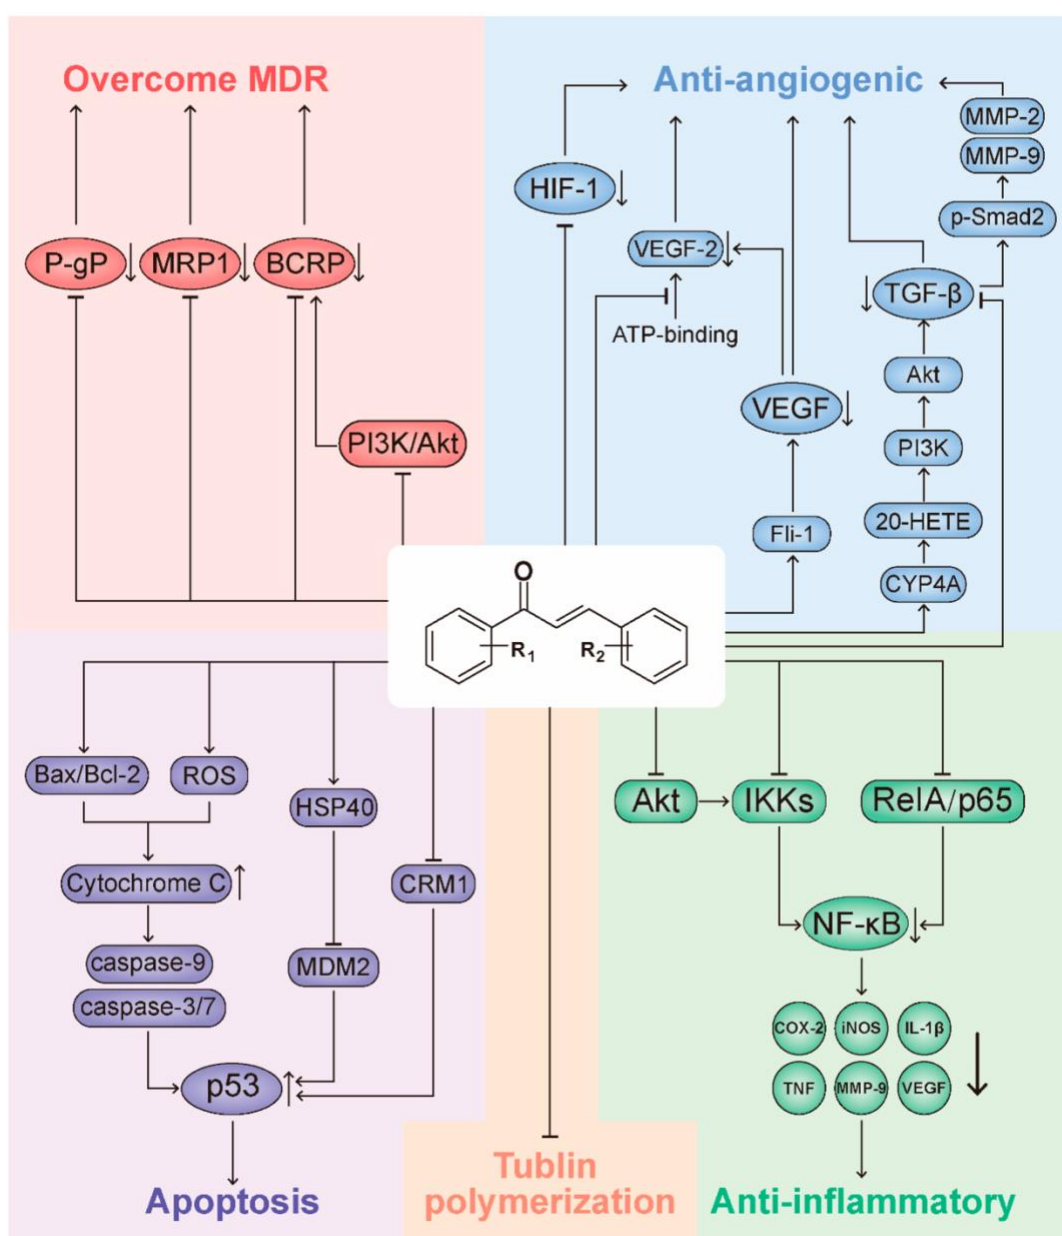 Overcome MDR
P-gP
MRP1
BCRP
PI3K/Akt
Anti-angiogenic
HIF-1
VEGF-2
ATP-binding
VEGF
Fli-1
MMP-2
MMP-9
p-Smad2
TGF-β
Akt
PI3K
20-HETE
CYP4A
O
R1
R2
Bax/Bcl-2
ROS
HSP40
Cytochrome C
CRM1
caspase-9
caspase-3/7
MDM2
p53
Apoptosis
Tublin
polymerization
Akt
IKKs
RelA/p65
NF-κB
COX-2
iNOS
IL-1β
TNF
MMP-9
VEGF
Anti-inflammatory